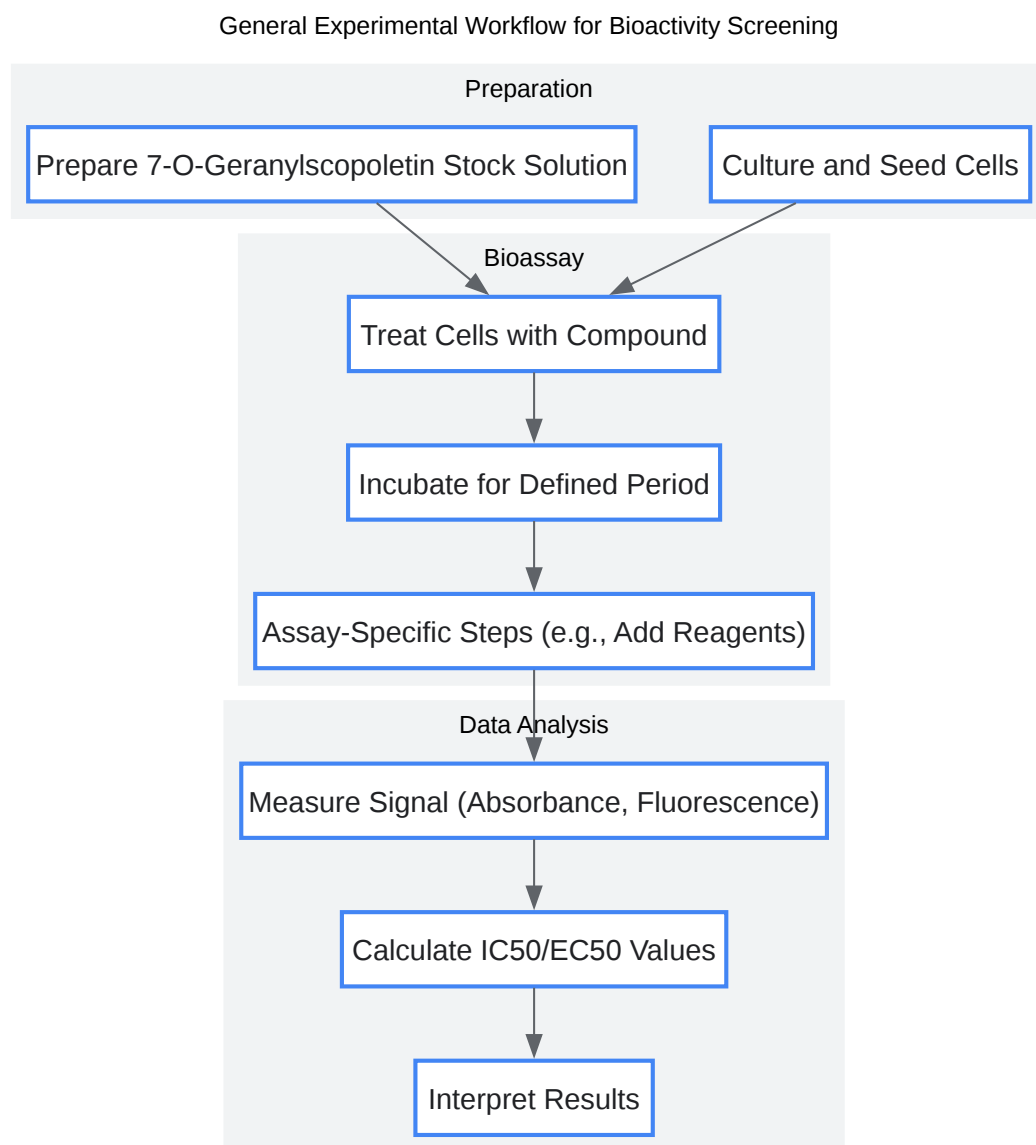 General Experimental Workflow for Bioactivity Screening
Preparation
Prepare 7-O-Geranylscopoletin Stock Solution
Culture and Seed Cells
Bioassay
Treat Cells with Compound
Incubate for Defined Period
Assay-Specific Steps (e.g., Add Reagents)
Data Analysis
Measure Signal (Absorbance, Fluorescence)
Calculate IC50/EC50 Values
Interpret Results